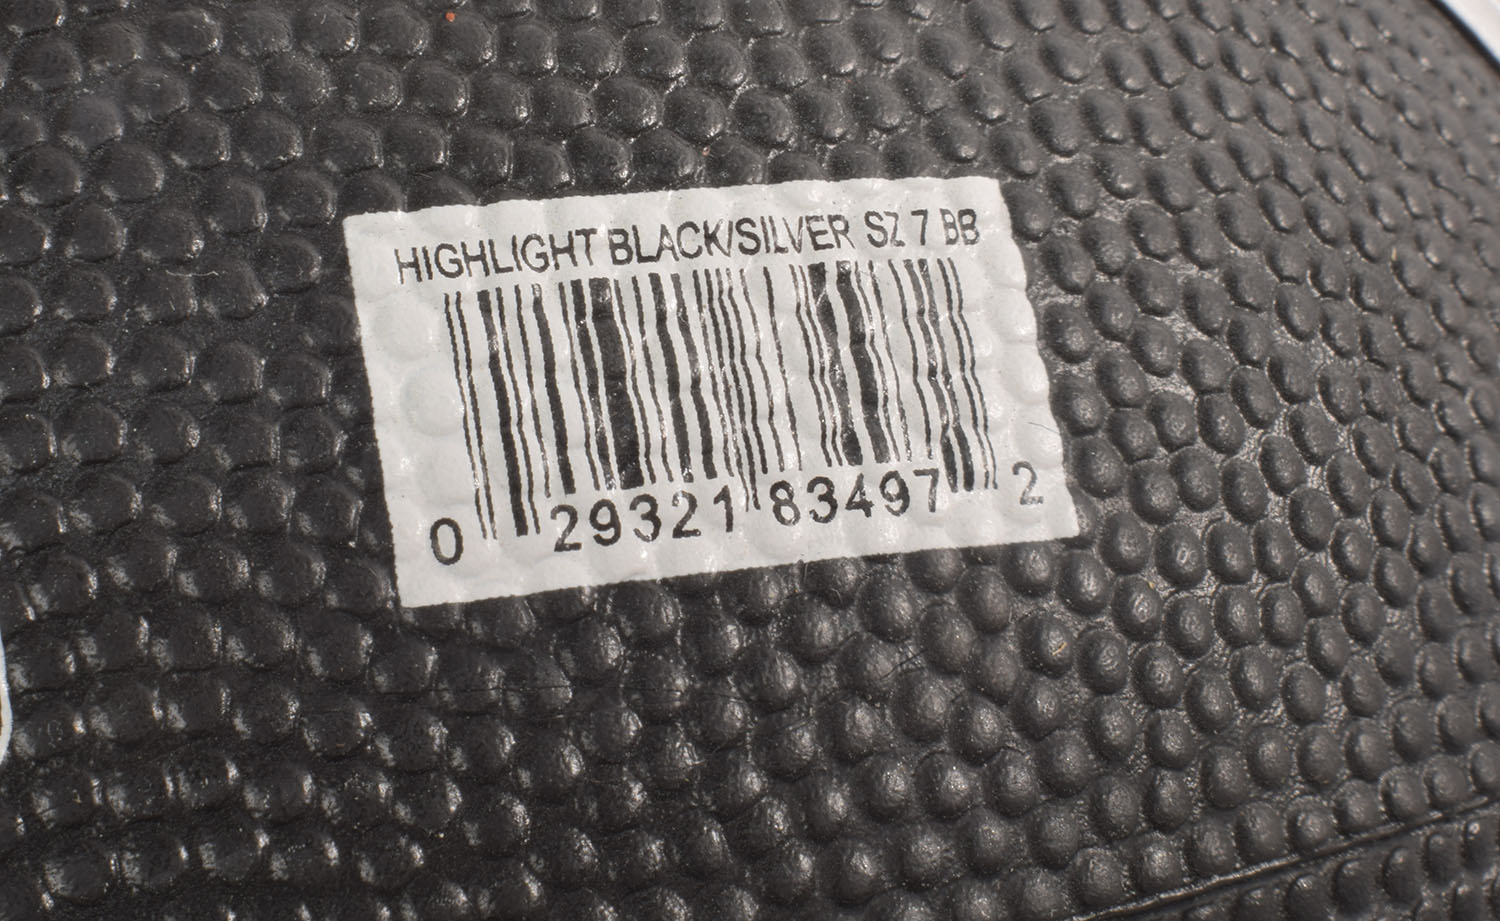 HIGHLIGHT BLACK/SILVER SZ 7 BB
0 29321 83497 2